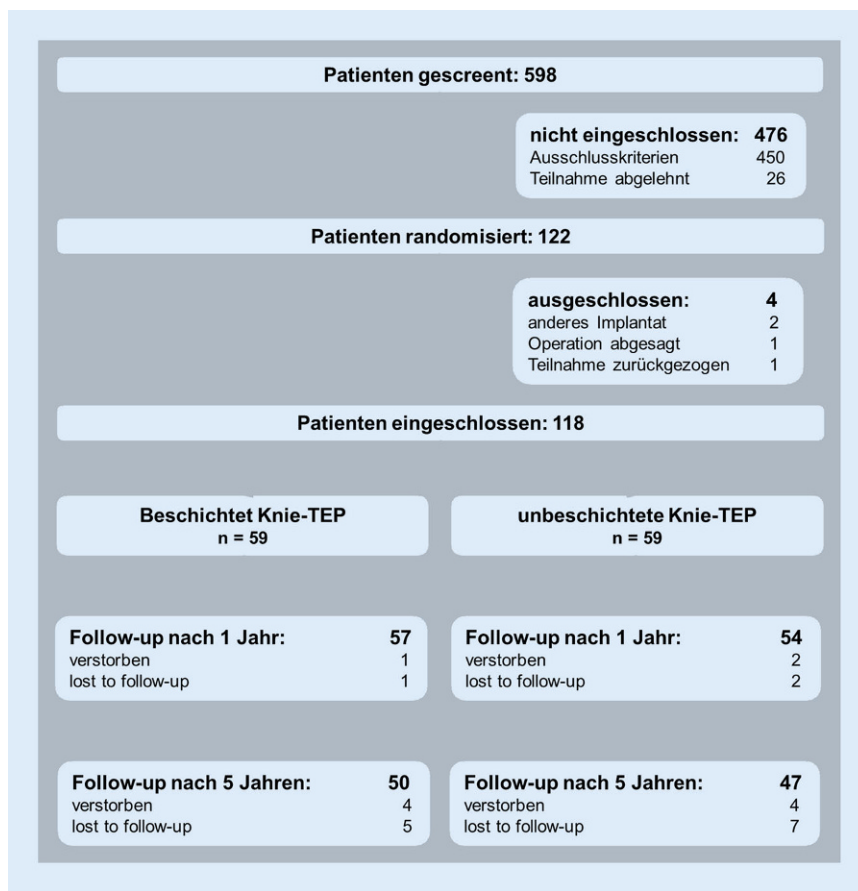 Patienten gescreent: 598
nicht eingeschlossen: 476
Ausschlusskriterien 450
Teilnahme abgelehnt 26
Patienten randomisiert: 122
ausgeschlossen: 4
anderes Implantat 2
Operation abgesagt 1
Teilnahme zurückgezogen 1
Patienten eingeschlossen: 118
Beschichtet Knie-TEP
n = 59
unbeschichtete Knie-TEP
n = 59
Follow-up nach 1 Jahr: 57
verstorben 1
lost to follow-up 1
Follow-up nach 1 Jahr: 54
verstorben 2
lost to follow-up 2
Follow-up nach 5 Jahren: 50
verstorben 4
lost to follow-up 5
Follow-up nach 5 Jahren: 47
verstorben 4
lost to follow-up 7